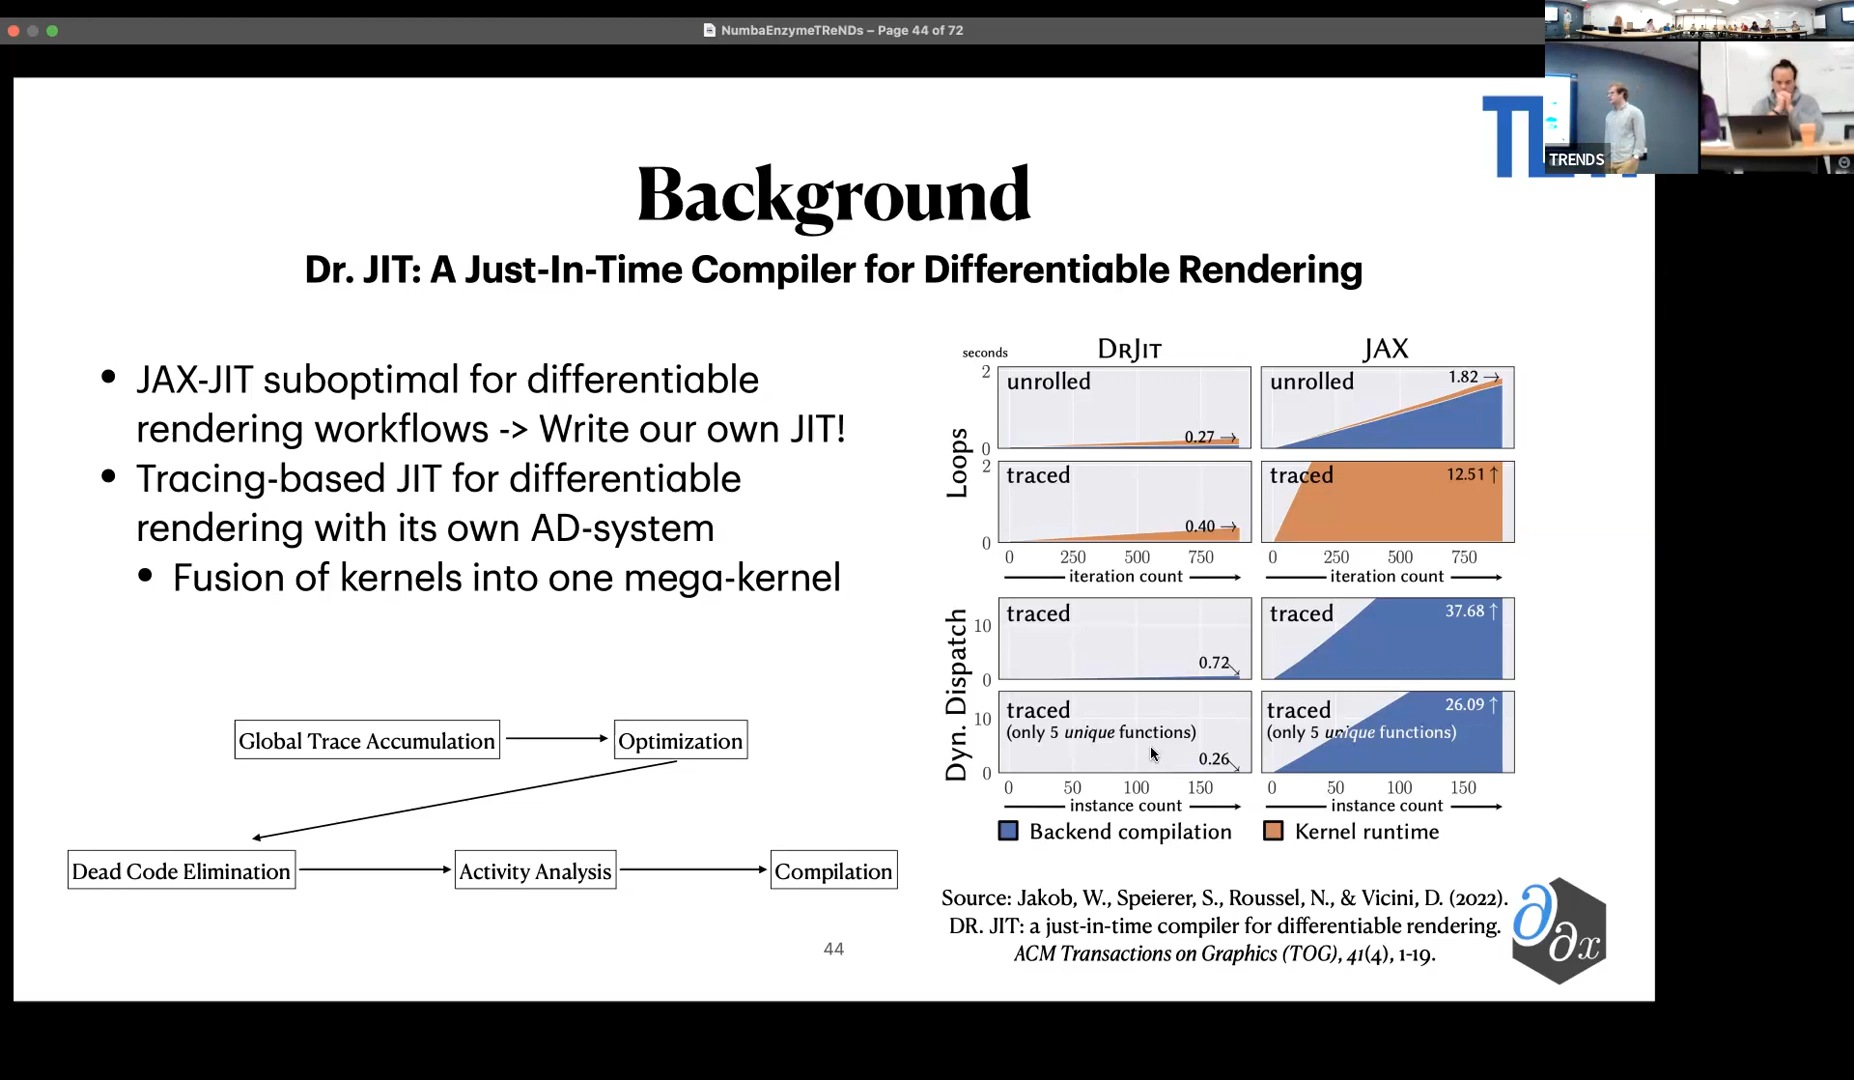 NumbaEnzymeTReNDs – Page 44 of 72
TRENDS
Background
Dr. JIT: A Just-In-Time Compiler for Differentiable Rendering
• JAX-JIT suboptimal for differentiable
rendering workflows -> Write our own JIT!
• Tracing-based JIT for differentiable
rendering with its own AD-system
• Fusion of kernels into one mega-kernel
Global Trace Accumulation
Optimization
Dead Code Elimination
Activity Analysis
Compilation
seconds
DRJIT
JAX
Loops
2
unrolled
0.27 →
0
unrolled
1.82 →
2
traced
0.40 →
0
traced
12.51 ↑
0 250 500 750
iteration count
0 250 500 750
iteration count
Dyn. Dispatch
10
traced
0.72
0
traced
37.68 ↑
10
traced
(only 5 unique functions)
0.26
0
traced
(only 5 unique functions)
26.09 ↑
0 50 100 150
instance count
0 50 100 150
instance count
Backend compilation
Kernel runtime
Source: Jakob, W., Speierer, S., Roussel, N., & Vicini, D. (2022).
DR. JIT: a just-in-time compiler for differentiable rendering.
ACM Transactions on Graphics (TOG), 41(4), 1-19.
∂
∂x
44